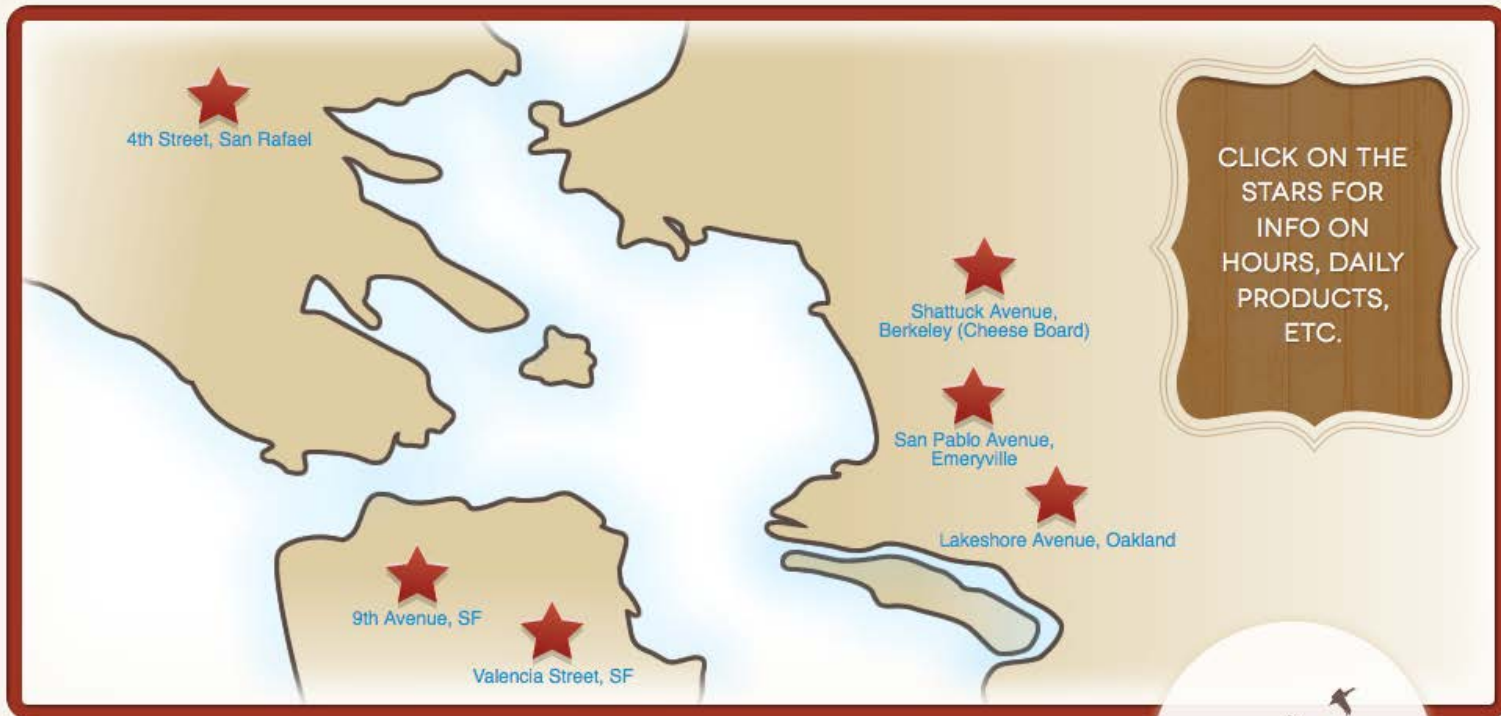 4th Street, San Rafael
CLICK ON THE
STARS FOR
INFO ON
HOURS, DAILY
PRODUCTS,
ETC.
Shattuck Avenue,
Berkeley (Cheese Board)
San Pablo Avenue,
Emeryville
Lakeshore Avenue, Oakland
9th Avenue, SF
Valencia Street, SF